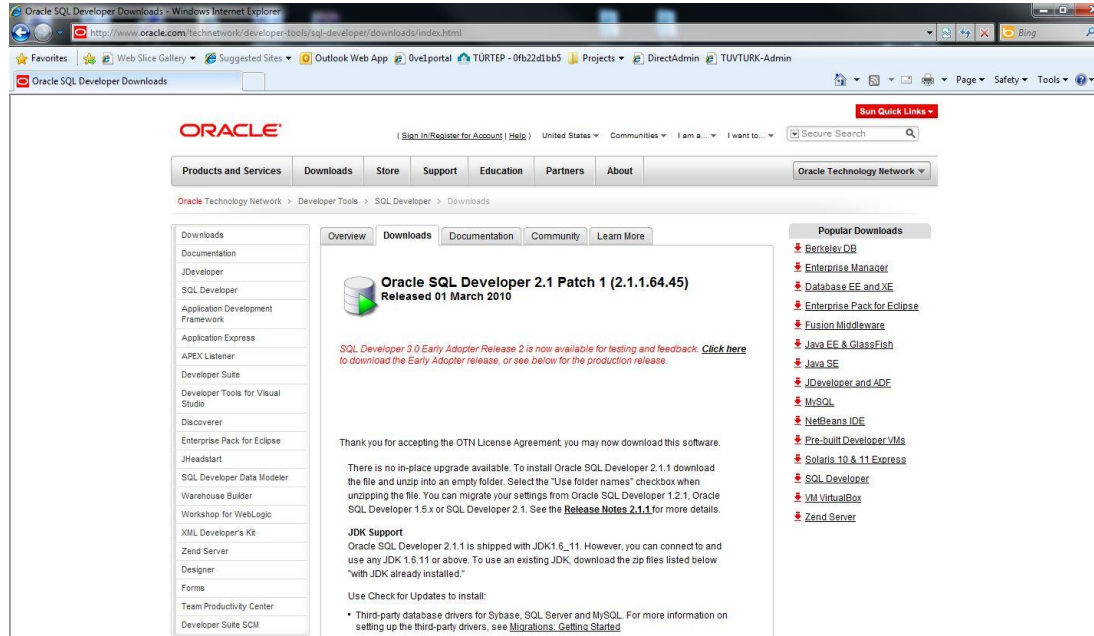 Oracle SQL Developer Downloads - Windows Internet Explorer
http://www.oracle.com/technetwork/developer-tools/sql-developer/downloads/index.html
Bing
Favorites Web Slice Gallery Suggested Sites Outlook Web App 0ve1portal TÜRTEP - 0fb22d1bb5 Projects DirectAdmin TUVTURK-Admin
Oracle SQL Developer Downloads
Page Safety Tools
Sun Quick Links
ORACLE
( Sign In/Register for Account | Help ) United States Communities I am a... I want to... Secure Search
Products and Services Downloads Store Support Education Partners About Oracle Technology Network
Oracle Technology Network > Developer Tools > SQL Developer > Downloads
Downloads
Documentation
JDeveloper
SQL Developer
Application Development
Framework
Application Express
APEX Listener
Developer Suite
Developer Tools for Visual
Studio
Discoverer
Enterprise Pack for Eclipse
JHeadstart
SQL Developer Data Modeler
Warehouse Builder
Workshop for WebLogic
XML Developer's Kit
Zend Server
Designer
Forms
Team Productivity Center
Developer Suite SCM
Overview Downloads Documentation Community Learn More
Oracle SQL Developer 2.1 Patch 1 (2.1.1.64.45)
Released 01 March 2010
SQL Developer 3.0 Early Adopter Release 2 is now available for testing and feedback. Click here
to download the Early Adopter release, or see below for the production release.
Thank you for accepting the OTN License Agreement; you may now download this software.
There is no in-place upgrade available. To install Oracle SQL Developer 2.1.1 download
the file and unzip into an empty folder. Select the "Use folder names" checkbox when
unzipping the file. You can migrate your settings from Oracle SQL Developer 1.2.1, Oracle
SQL Developer 1.5.x or SQL Developer 2.1. See the Release Notes 2.1.1 for more details.
JDK Support
Oracle SQL Developer 2.1.1 is shipped with JDK1.6_11. However, you can connect to and
use any JDK 1.6.11 or above. To use an existing JDK, download the zip files listed below
"with JDK already installed."
Use Check for Updates to install:
• Third-party database drivers for Sybase, SQL Server and MySQL. For more information on
setting up the third-party drivers, see Migrations: Getting Started
Popular Downloads
Berkeley DB
Enterprise Manager
Database EE and XE
Enterprise Pack for Eclipse
Fusion Middleware
Java EE & GlassFish
Java SE
JDeveloper and ADF
MySQL
NetBeans IDE
Pre-built Developer VMs
Solaris 10 & 11 Express
SQL Developer
VM VirtualBox
Zend Server